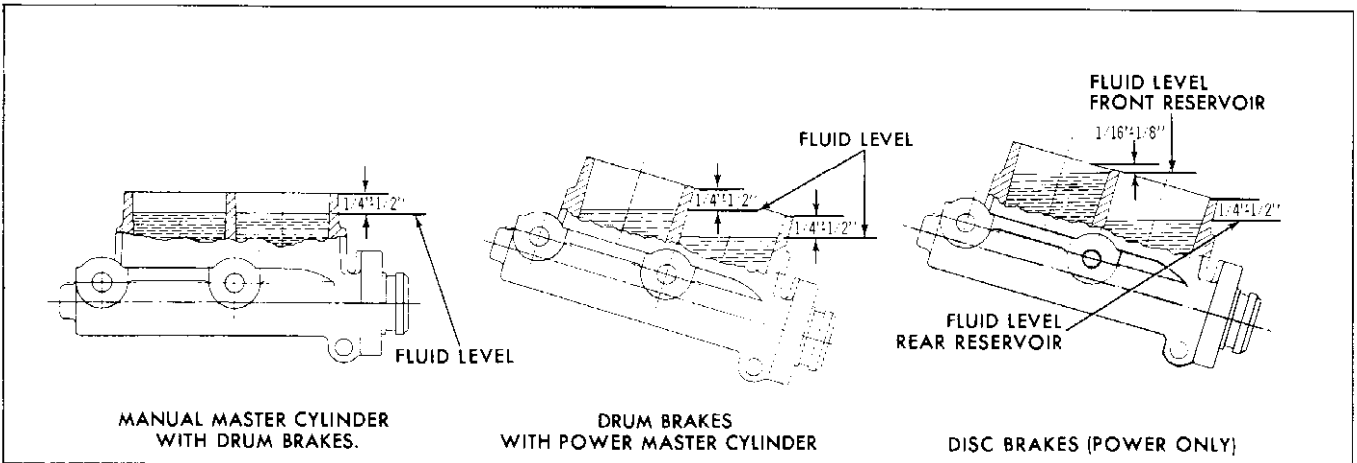 FLUID LEVEL
FRONT RESERVOIR
1/16"-1/8"
FLUID LEVEL
1/4"-1/2"
1/4"-1/2"
1/4"-1/2"
1/4"-1/2"
FLUID LEVEL
FLUID LEVEL
REAR RESERVOIR
MANUAL MASTER CYLINDER
WITH DRUM BRAKES.
DRUM BRAKES
WITH POWER MASTER CYLINDER
DISC BRAKES (POWER ONLY)